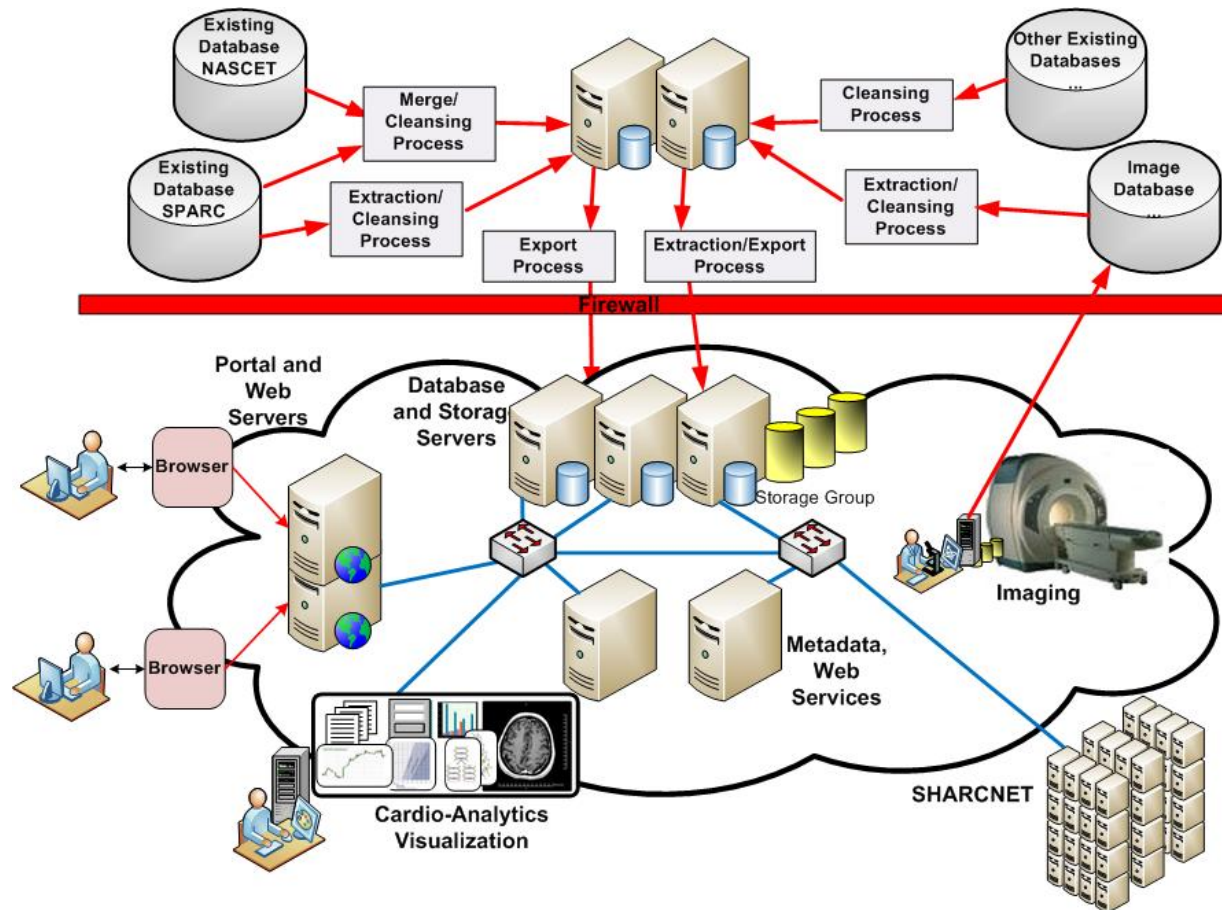 Existing
Database
NASCET
Merge/
Cleansing
Process
Existing
Database
SPARC
Extraction/
Cleansing
Process
Other Existing
Databases
...
Cleansing
Process
Image
Database
...
Extraction/
Cleansing
Process
Export
Process
Extraction/Export
Process
Firewall
Portal and
Web
Servers
Database
and Storage
Servers
Storage Group
Browser
Browser
Imaging
Metadata,
Web
Services
Cardio-Analytics
Visualization
SHARCNET